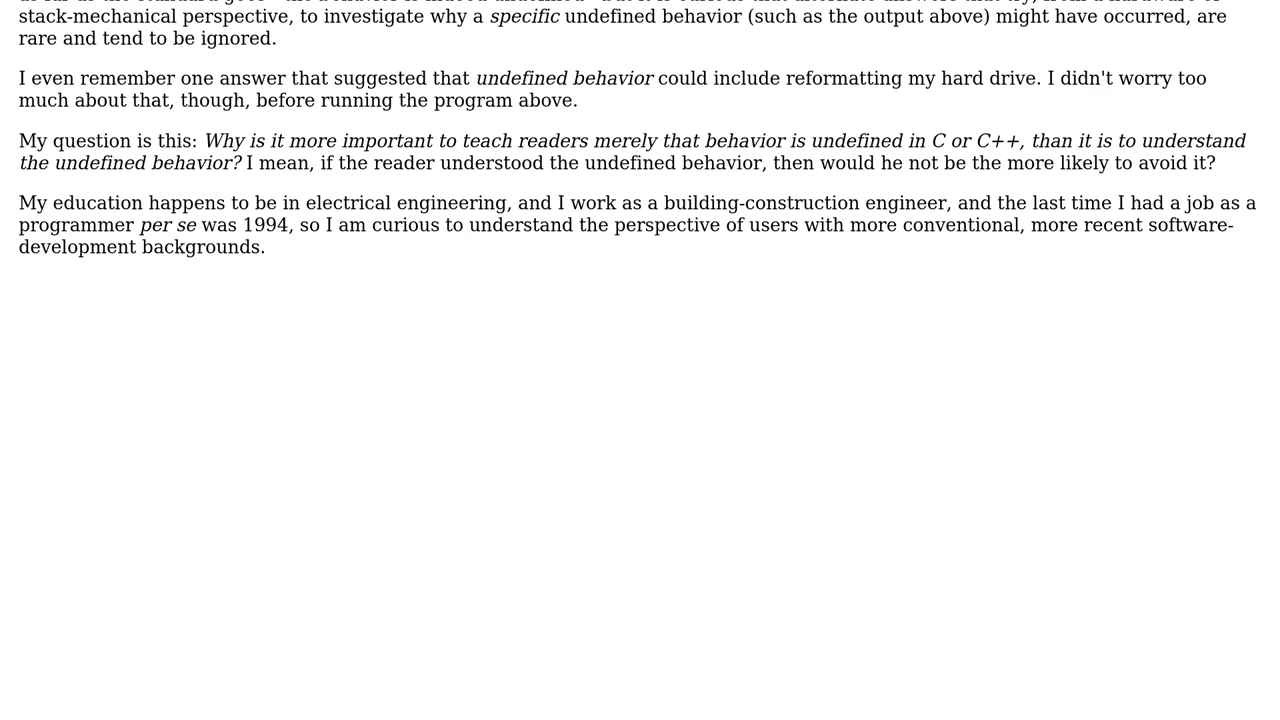 stack-mechanical perspective, to investigate why a specific undefined behavior (such as the output above) might have occurred, are
rare and tend to be ignored.
I even remember one answer that suggested that undefined behavior could include reformatting my hard drive. I didn't worry too
much about that, though, before running the program above.
My question is this: Why is it more important to teach readers merely that behavior is undefined in C or C++, than it is to understand
the undefined behavior? I mean, if the reader understood the undefined behavior, then would he not be the more likely to avoid it?
My education happens to be in electrical engineering, and I work as a building-construction engineer, and the last time I had a job as a
programmer per se was 1994, so I am curious to understand the perspective of users with more conventional, more recent software-
development backgrounds.